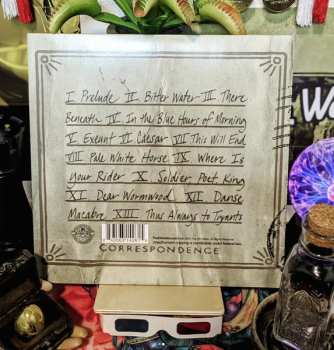 I Prelude II Bitter Water III There
Beneath IV In the Blue Hours of Morning
V Exeunt VI Caesar VII This Will End
VIII Pale White Horse IX Where Is
Your Rider X Soldier Poet King
XI Dear Wormwood XII Danse
Macabre XIII Thus Always to Tyrants
CORRESPONDENCE
W